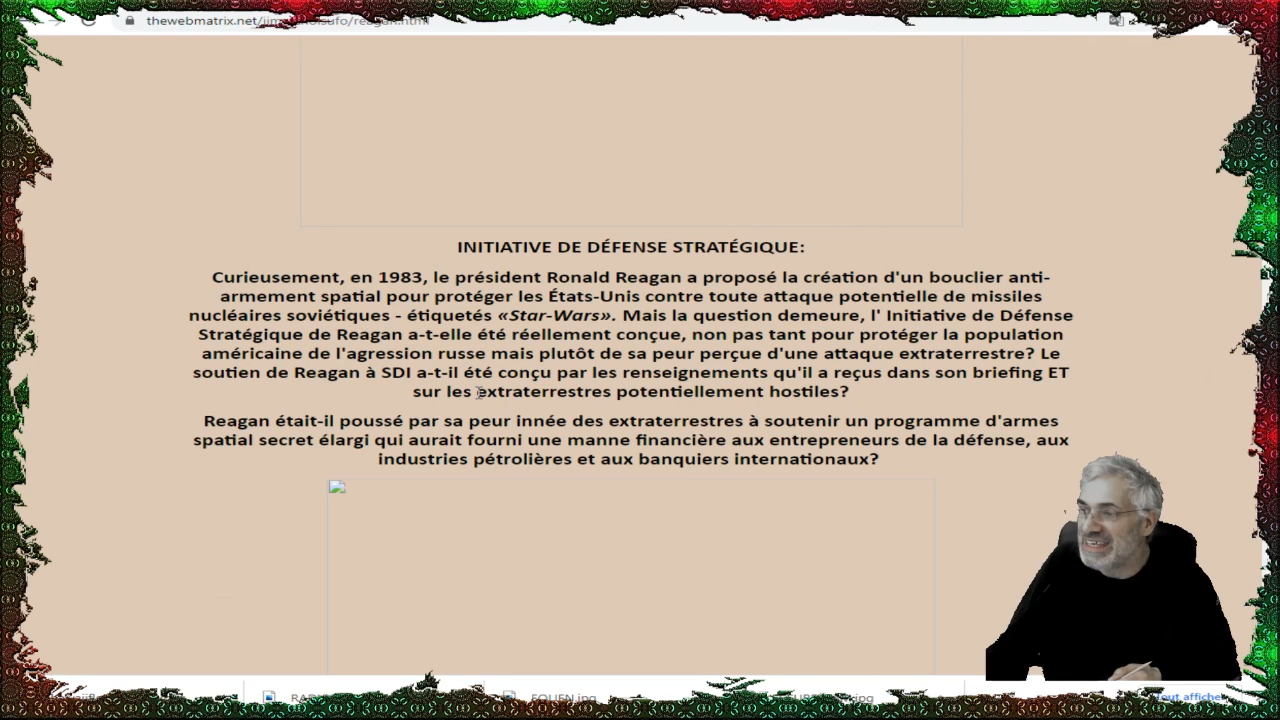 thewebmatrix.net/
INITIATIVE DE DÉFENSE STRATÉGIQUE:
Curieusement, en 1983, le président Ronald Reagan a proposé la création d'un bouclier anti-
armement spatial pour protéger les États-Unis contre toute attaque potentielle de missiles
nucléaires soviétiques - étiquetés «Star-Wars». Mais la question demeure, l' Initiative de Défense
Stratégique de Reagan a-t-elle été réellement conçue, non pas tant pour protéger la population
américaine de l'agression russe mais plutôt de sa peur perçue d'une attaque extraterrestre? Le
soutien de Reagan à SDI a-t-il été conçu par les renseignements qu'il a reçus dans son briefing ET
sur les extraterrestres potentiellement hostiles?
Reagan était-il poussé par sa peur innée des extraterrestres à soutenir un programme d'armes
spatial secret élargi qui aurait fourni une manne financière aux entrepreneurs de la défense, aux
industries pétrolières et aux banquiers internationaux?